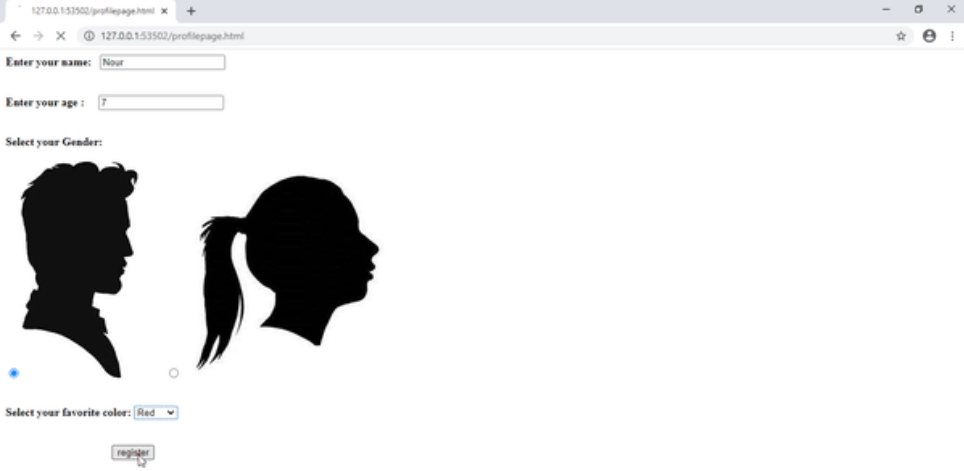 127.0.0.1:53502/profilepage.html
127.0.0.1:53502/profilepage.html
Enter your name: Nour
Enter your age : 7
Select your Gender:
Select your favorite color: Red
register